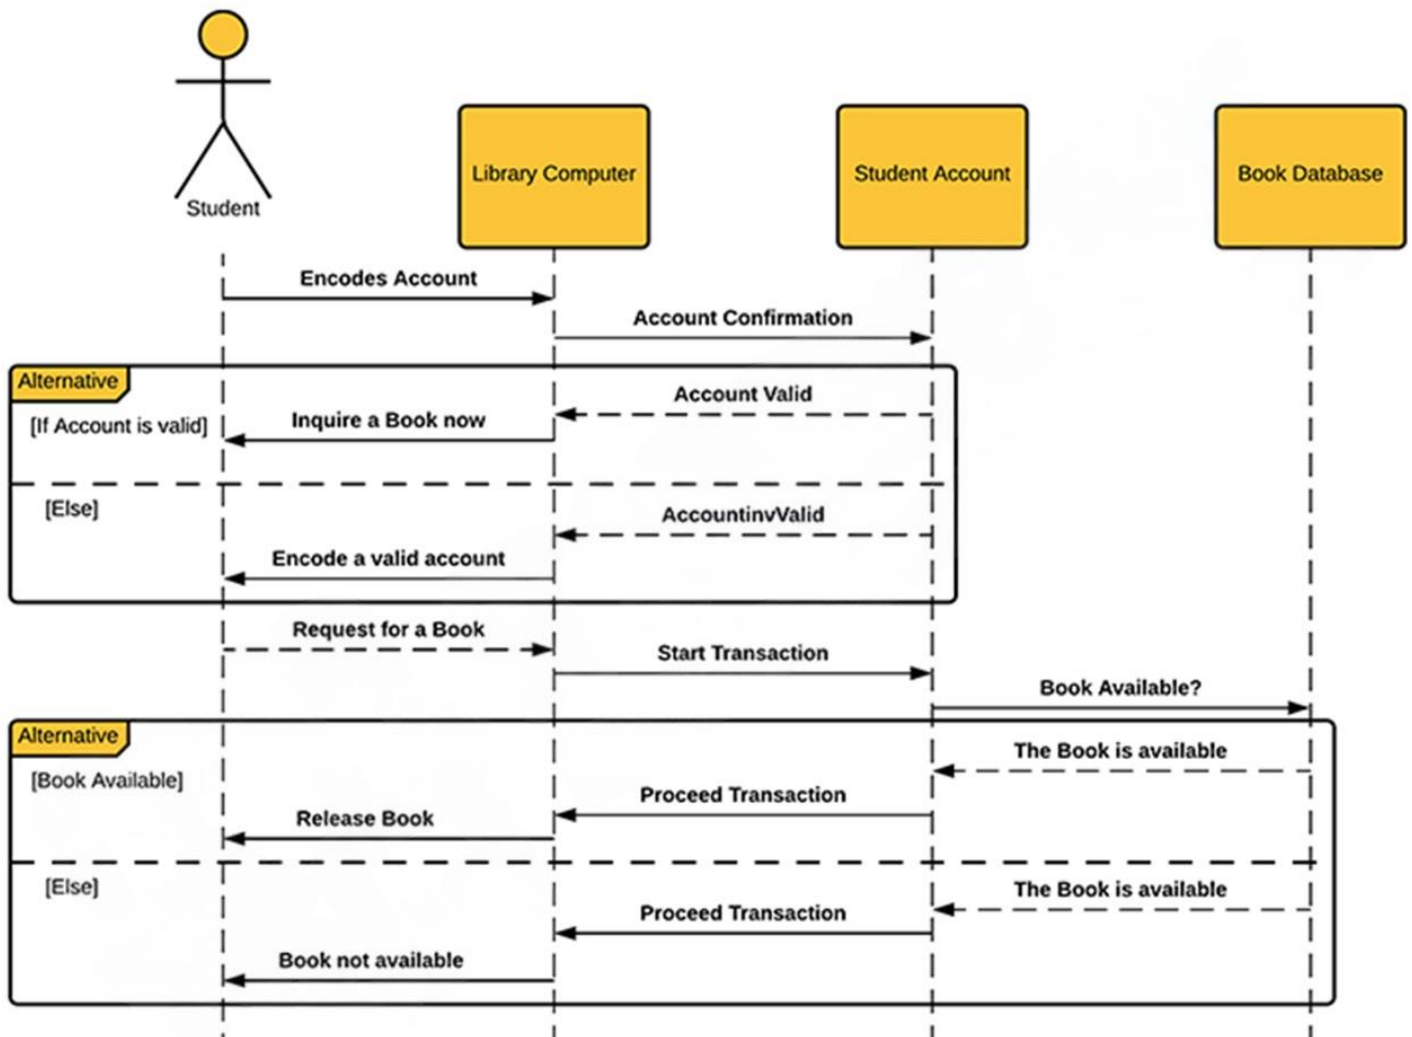 Student
Library Computer
Student Account
Book Database
Encodes Account
Account Confirmation
Alternative
Account Valid
[If Account is valid]
Inquire a Book now
[Else]
AccountinvValid
Encode a valid account
Request for a Book
Start Transaction
Book Available?
Alternative
The Book is available
[Book Available]
Proceed Transaction
Release Book
[Else]
The Book is available
Proceed Transaction
Book not available